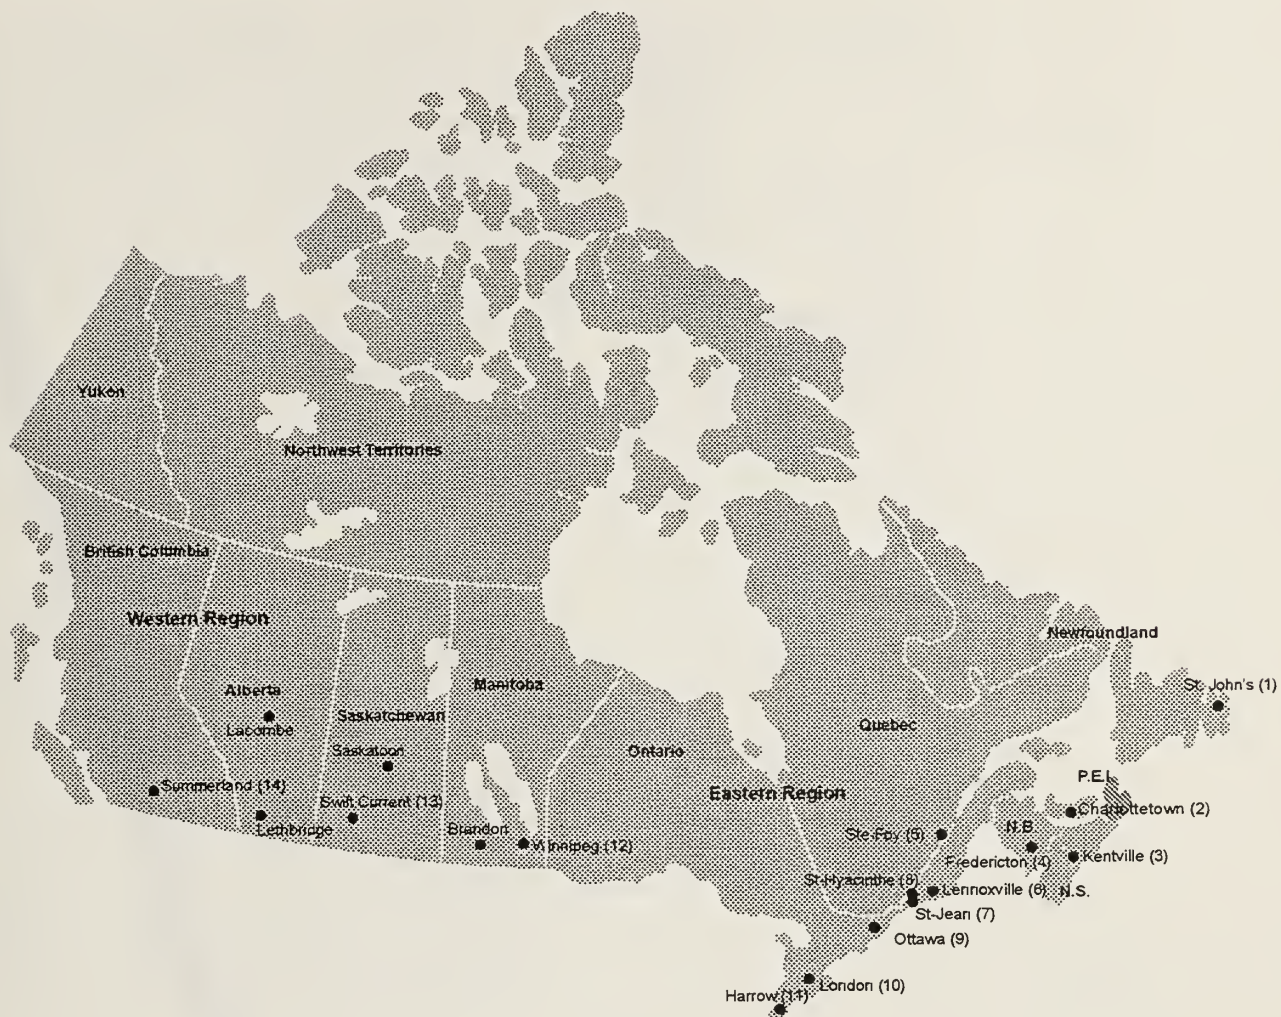 Yukon
Northwest Territories
British Columbia
Western Region
Newfoundland
Alberta
Manitoba
St. John's (1)
Lacombe
Saskatchewan
Quebec
Saskatoon
Ontario
P.E.I.
Summerland (14)
Eastern Region
Swift Current (13)
Charlottetown (2)
Lethbridge
Brandon
N.B.
Ste-Foy (5)
Winnipeg (12)
Fredericton (4)
Kentville (3)
St-Hyacinthe (8)
Lennoxville (6)
N.S.
St-Jean (7)
Ottawa (9)
London (10)
Harrow (11)